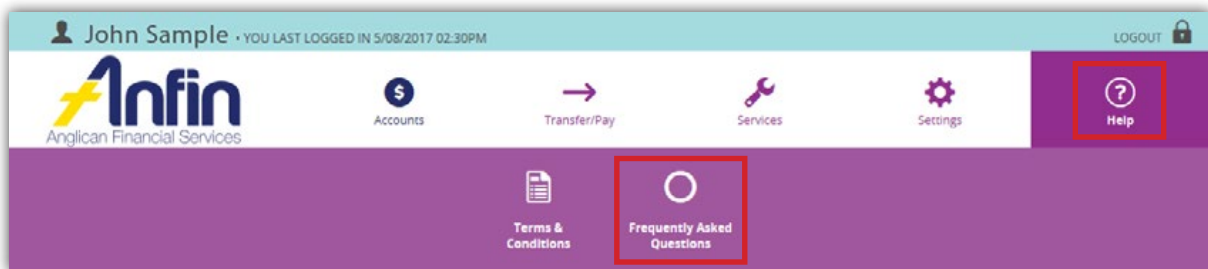 John Sample • YOU LAST LOGGED IN 5/08/2017 02:30PM
LOGOUT
Anfin
Anglican Financial Services
$
Accounts
Transfer/Pay
Services
Settings
?
Help
Terms &
Conditions
Frequently Asked
Questions